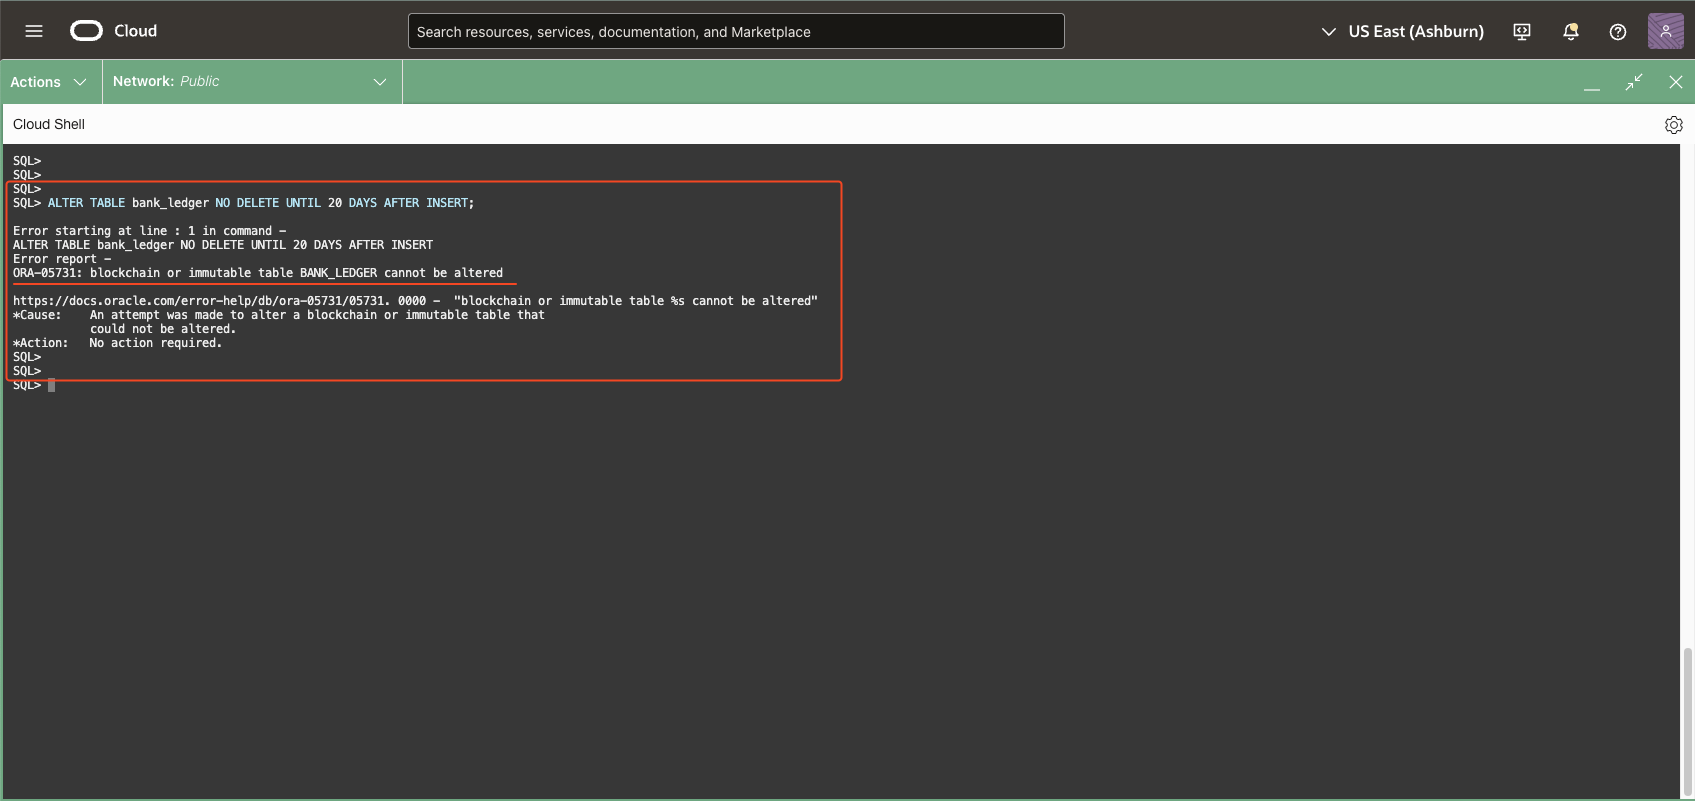 Cloud
Search resources, services, documentation, and Marketplace
US East (Ashburn)
Actions
Network: Public
Cloud Shell
SQL>
SQL>
SQL>
SQL> ALTER TABLE bank_ledger NO DELETE UNTIL 20 DAYS AFTER INSERT;
Error starting at line : 1 in command -
ALTER TABLE bank_ledger NO DELETE UNTIL 20 DAYS AFTER INSERT
Error report -
ORA-05731: blockchain or immutable table BANK_LEDGER cannot be altered
https://docs.oracle.com/error-help/db/ora-05731/05731. 0000 -  "blockchain or immutable table %s cannot be altered"
*Cause:    An attempt was made to alter a blockchain or immutable table that
could not be altered.
*Action:   No action required.
SQL>
SQL>
SQL>